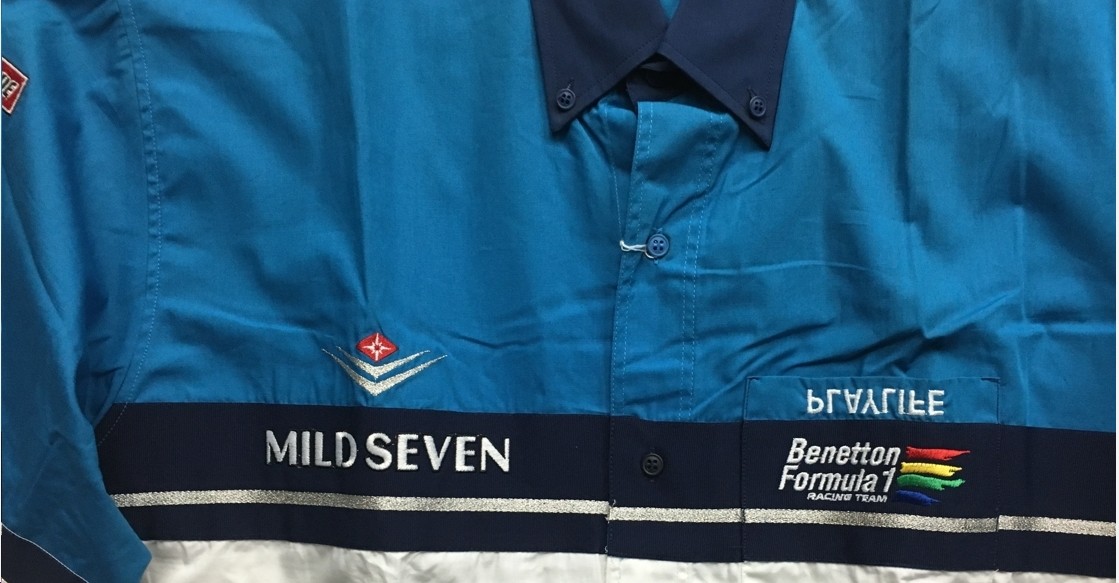 MILD SEVEN
PLAYLIFE
Benetton
Formula 1
RACING TEAM